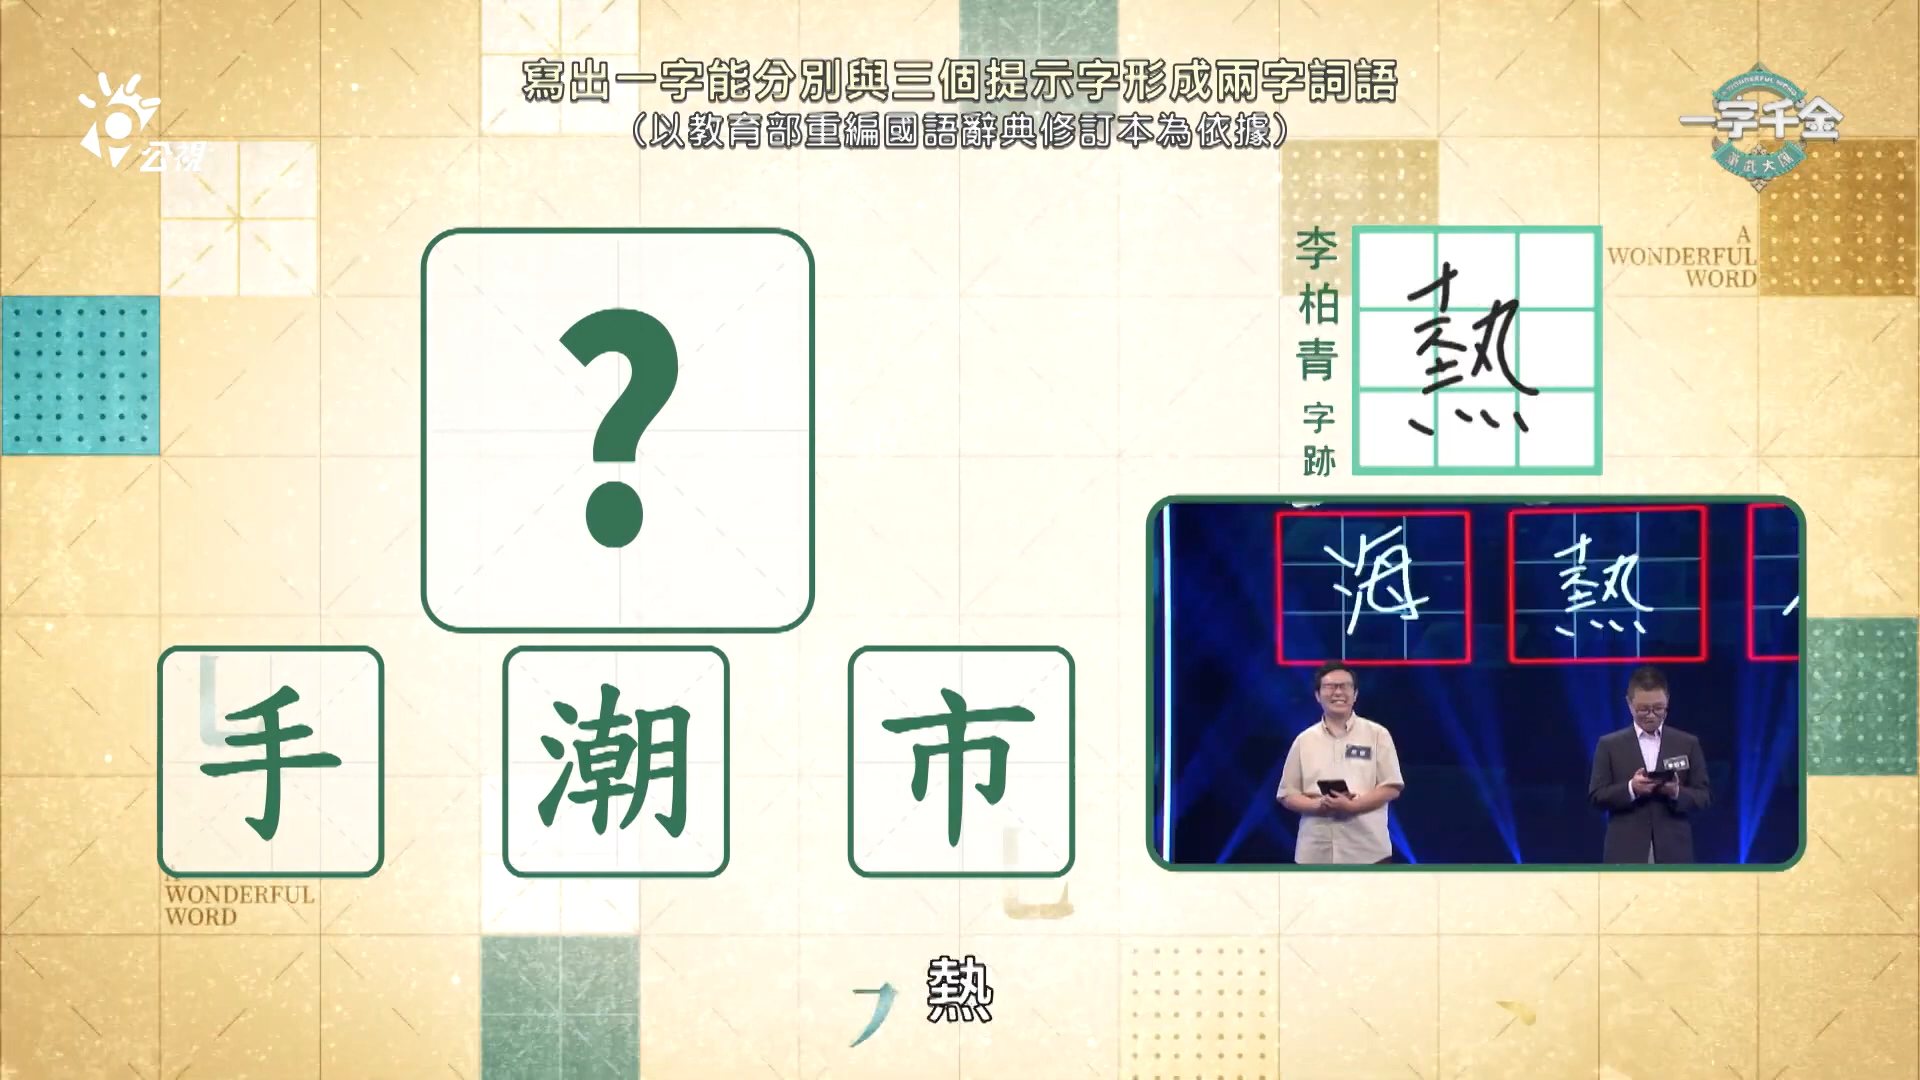 寫出一字能分別與三個提示字形成兩字詞語
(以教育部重編國語辭典修訂本為依據)
公視
一字千金
A
WONDERFUL
WORD
李柏青字跡
熱
?
海
熱
手
潮
市
WONDERFUL
WORD
熱